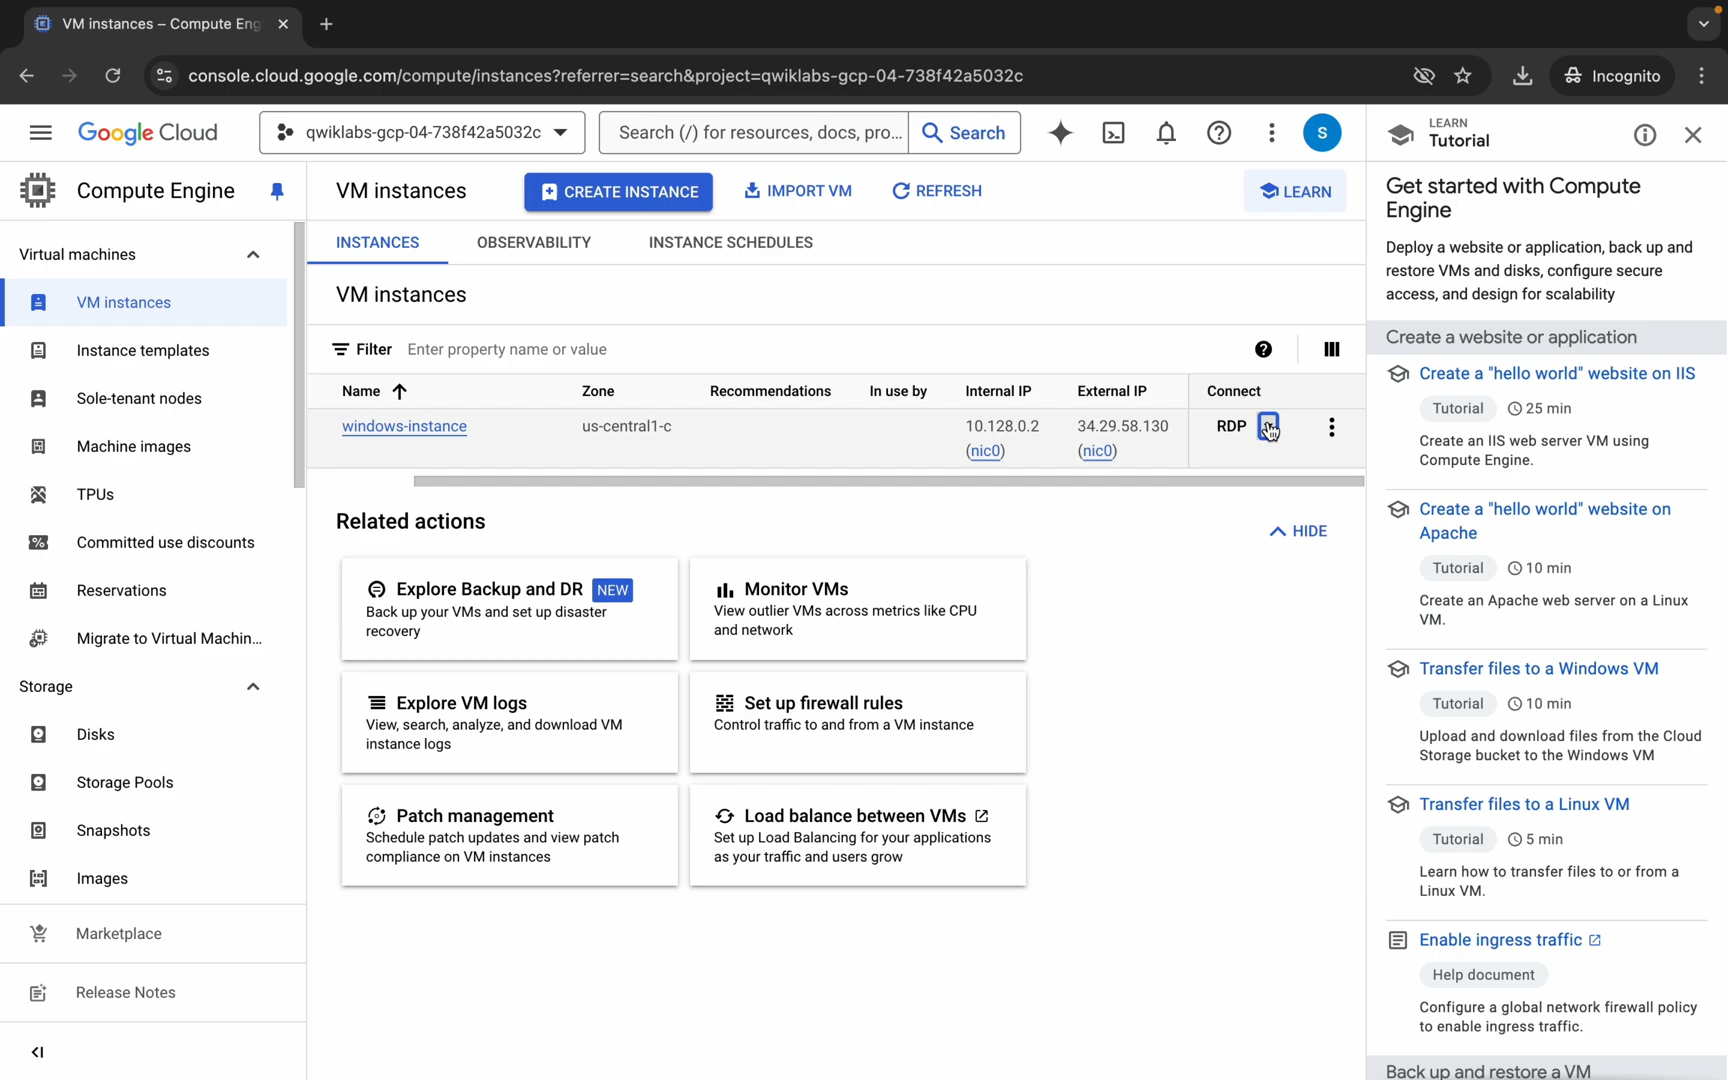 VM instances – Compute Eng
console.cloud.google.com/compute/instances?referrer=search&project=qwiklabs-gcp-04-738f42a5032c
Incognito
Google Cloud
qwiklabs-gcp-04-738f42a5032c
Search (/) for resources, docs, pro...
Search
S
LEARN
Tutorial
Compute Engine
Virtual machines
VM instances
Instance templates
Sole-tenant nodes
Machine images
TPUs
Committed use discounts
Reservations
Migrate to Virtual Machin...
Storage
Disks
Storage Pools
Snapshots
Images
Marketplace
Release Notes
VM instances
CREATE INSTANCE
IMPORT VM
REFRESH
LEARN
INSTANCES
OBSERVABILITY
INSTANCE SCHEDULES
VM instances
Filter Enter property name or value
Name Zone Recommendations In use by Internal IP External IP Connect
windows-instance us-central1-c 10.128.0.2 34.29.58.130 RDP
(nic0) (nic0)
Related actions
HIDE
Explore Backup and DR NEW
Back up your VMs and set up disaster
recovery
Monitor VMs
View outlier VMs across metrics like CPU
and network
Explore VM logs
View, search, analyze, and download VM
instance logs
Set up firewall rules
Control traffic to and from a VM instance
Patch management
Schedule patch updates and view patch
compliance on VM instances
Load balance between VMs
Set up Load Balancing for your applications
as your traffic and users grow
Get started with Compute
Engine
Deploy a website or application, back up and
restore VMs and disks, configure secure
access, and design for scalability
Create a website or application
Create a "hello world" website on IIS
Tutorial 25 min
Create an IIS web server VM using
Compute Engine.
Create a "hello world" website on
Apache
Tutorial 10 min
Create an Apache web server on a Linux
VM.
Transfer files to a Windows VM
Tutorial 10 min
Upload and download files from the Cloud
Storage bucket to the Windows VM
Transfer files to a Linux VM
Tutorial 5 min
Learn how to transfer files to or from a
Linux VM.
Enable ingress traffic
Help document
Configure a global network firewall policy
to enable ingress traffic.
Back up and restore a VM